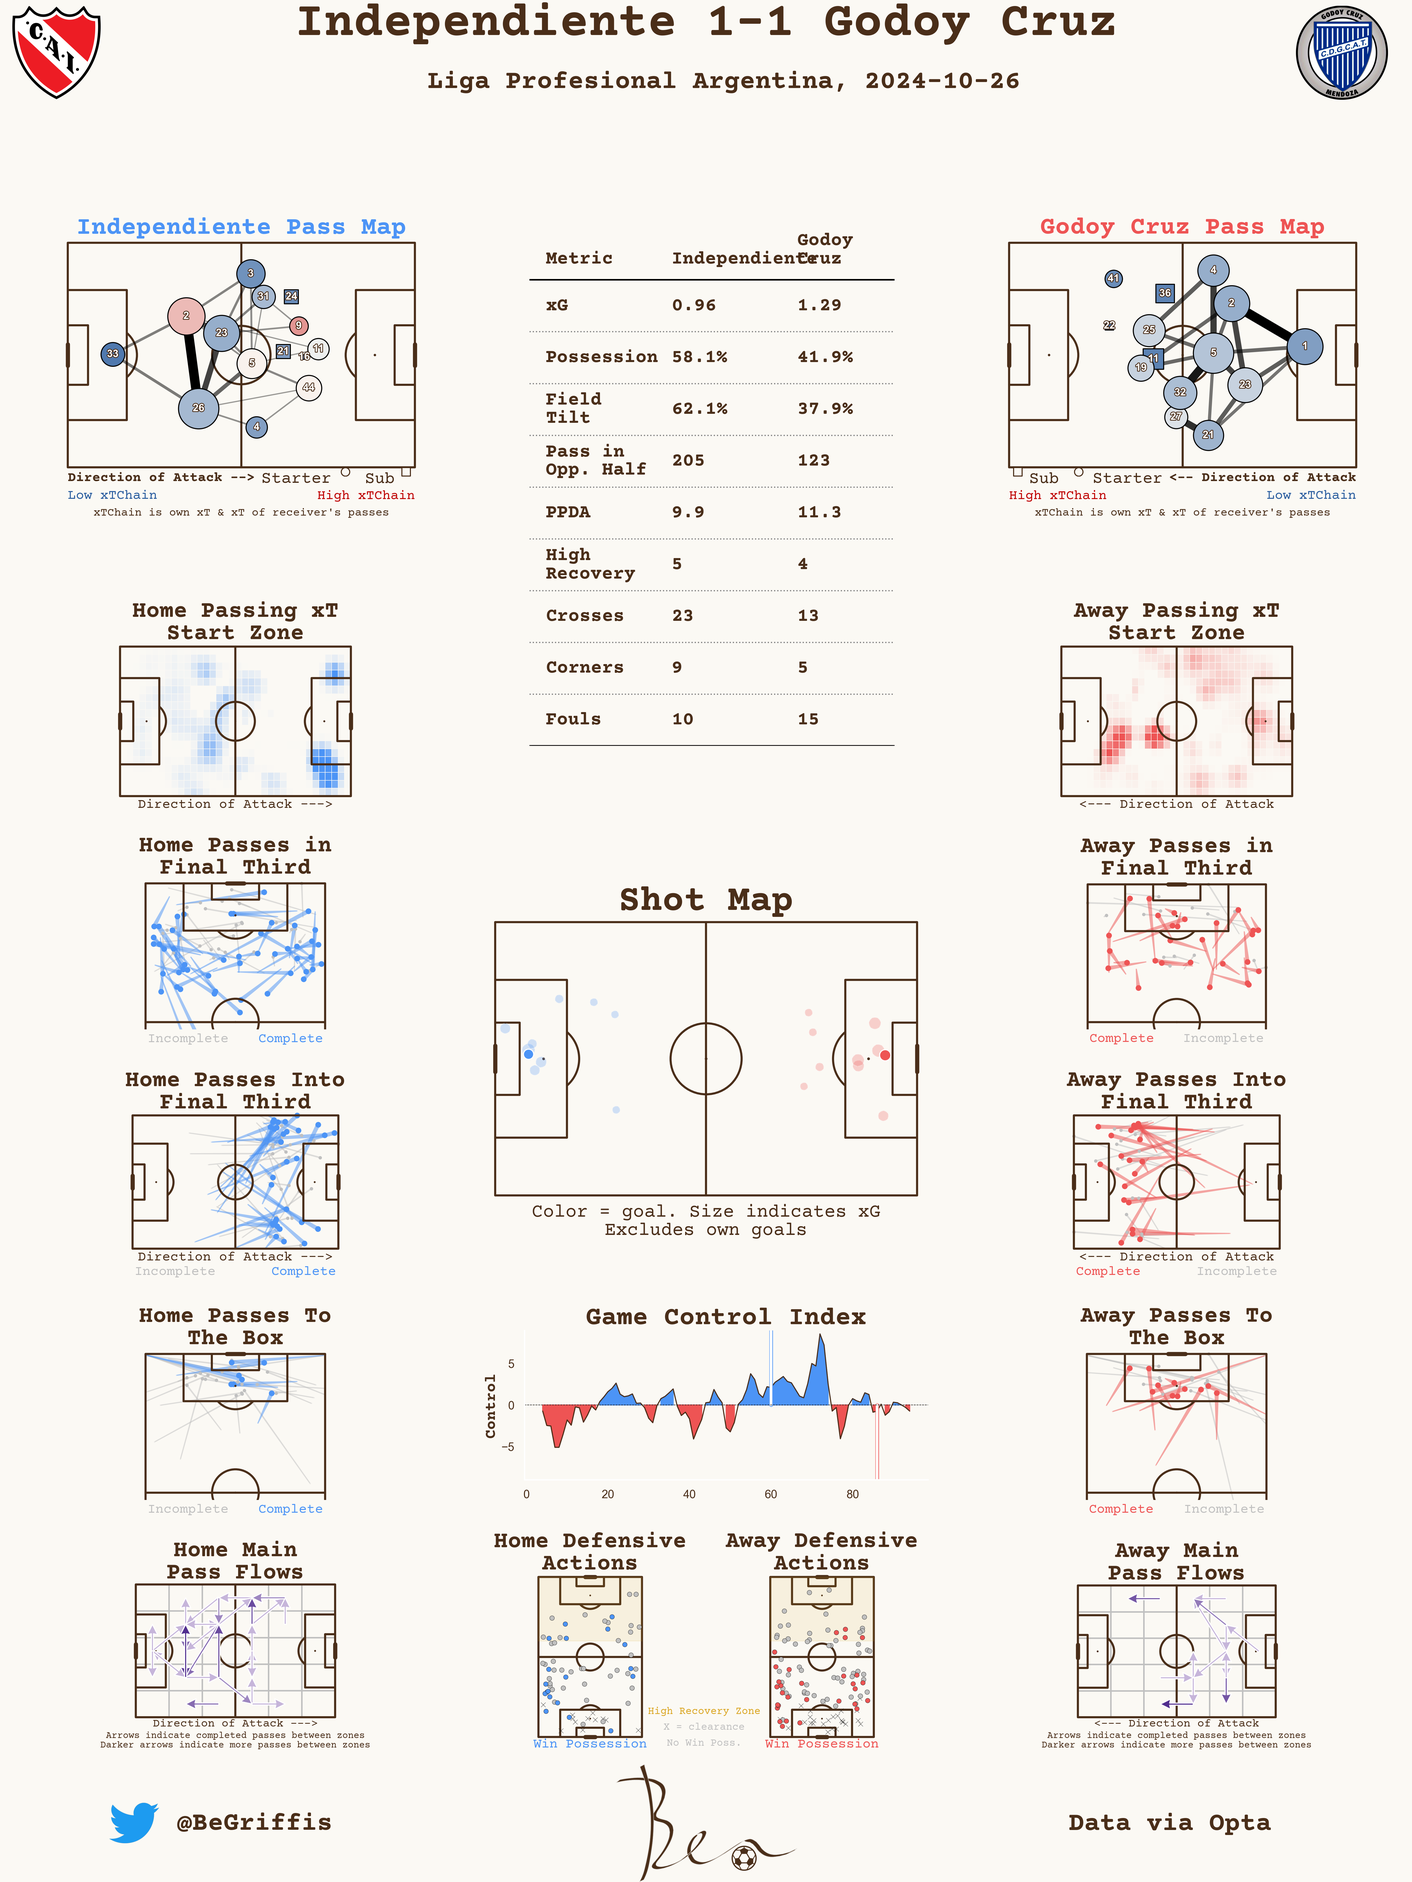 Independiente 1-1 Godoy Cruz
Liga Profesional Argentina, 2024-10-26
C.A.I.
GODOY CRUZ
C.D.G.C.A.T.
MENDOZA
Independiente Pass Map
3
31
24
2
23
9
33
21
16
11
5
44
26
4
Direction of Attack --> Starter Sub
Low xTChain High xTChain
xTChain is own xT & xT of receiver's passes
Metric Independiente Godoy Cruz
xG 0.96 1.29
Possession 58.1% 41.9%
Field Tilt 62.1% 37.9%
Pass in Opp. Half 205 123
PPDA 9.9 11.3
High Recovery 5 4
Crosses 23 13
Corners 9 5
Fouls 10 15
Godoy Cruz Pass Map
4
41
36
2
22
25
1
5
11
19
23
32
27
21
Sub Starter <-- Direction of Attack
High xTChain Low xTChain
xTChain is own xT & xT of receiver's passes
Home Passing xT
Start Zone
Direction of Attack --->
Away Passing xT
Start Zone
<--- Direction of Attack
Home Passes in
Final Third
Incomplete Complete
Away Passes in
Final Third
Complete Incomplete
Shot Map
Color = goal. Size indicates xG
Excludes own goals
Home Passes Into
Final Third
Direction of Attack --->
Incomplete Complete
Away Passes Into
Final Third
<--- Direction of Attack
Complete Incomplete
Home Passes To
The Box
Incomplete Complete
Game Control Index
Control
5
0
−5
0 20 40 60 80
Away Passes To
The Box
Complete Incomplete
Home Main
Pass Flows
Direction of Attack --->
Arrows indicate completed passes between zones
Darker arrows indicate more passes between zones
Home Defensive
Actions
Win Possession
Away Defensive
Actions
Win Possession
High Recovery Zone
X = clearance
No Win Poss.
Away Main
Pass Flows
<--- Direction of Attack
Arrows indicate completed passes between zones
Darker arrows indicate more passes between zones
@BeGriffis
Ben
Data via Opta